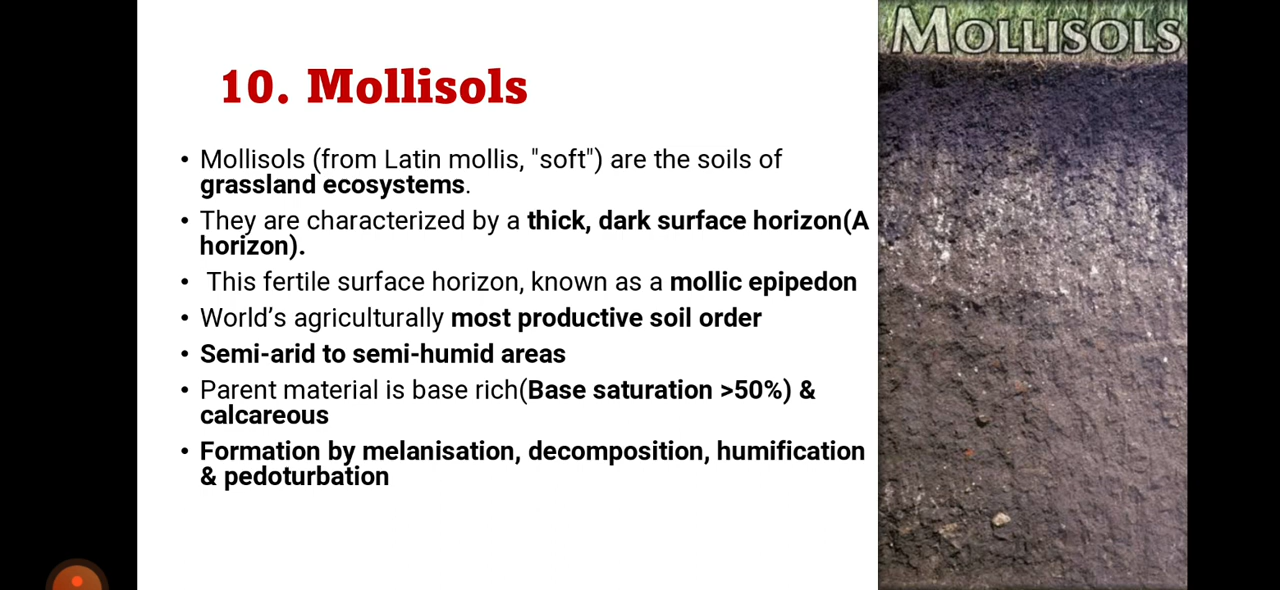 MOLLISOLS
10. Mollisols
• Mollisols (from Latin mollis, "soft") are the soils of
grassland ecosystems.
• They are characterized by a thick, dark surface horizon(A
horizon).
• This fertile surface horizon, known as a mollic epipedon
• World’s agriculturally most productive soil order
• Semi-arid to semi-humid areas
• Parent material is base rich(Base saturation >50%) &
calcareous
• Formation by melanisation, decomposition, humification
& pedoturbation